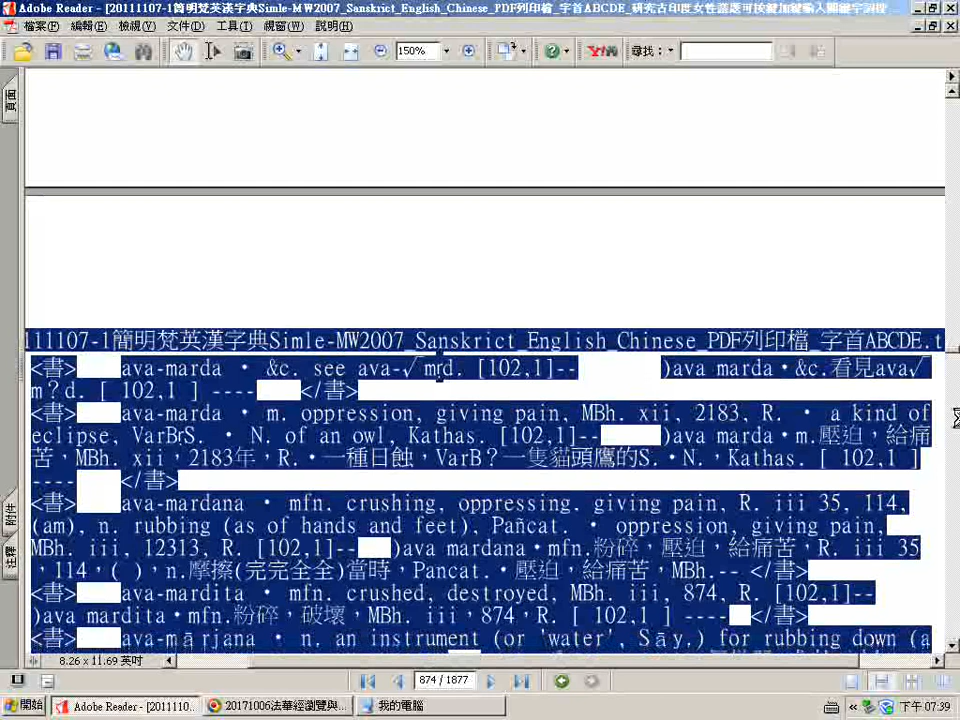 Adobe Reader - [20111107-1簡明梵英漢字典Simle-MW2007_Sanskrict_English_Chinese_PDF列印檔_字首ABCDE_研究古印度女性議題可按鍵輸入關鍵字詞
檔案(F) 編輯(E) 檢視(V) 文件(D) 工具(T) 視窗(W) 說明(H)
150% Y! 尋找:
頁面
111107-1簡明梵英漢字典Simle-MW2007_Sanskrict_English_Chinese_PDF列印檔_字首ABCDE.t
<書> ava-marda • &c. see ava-√mṛd. [102,1]-- )ava marda•&c.看見ava√
m?d. [ 102,1 ] ---- </書>
<書> ava-marda • m. oppression, giving pain, MBh. xii, 2183, R. • a kind of
eclipse, VarBṛS. • N. of an owl, Kathas. [102,1]-- )ava marda•m.壓迫，給痛
苦，MBh. xii，2183年，R.•一種日蝕，VarB？一隻貓頭鷹的S.•N.，Kathas. [ 102,1 ]
---- </書>
<書> ava-mardana • mfn. crushing, oppressing. giving pain, R. iii 35, 114,
(am), n. rubbing (as of hands and feet). Pañcat. • oppression, giving pain,
MBh. iii, 12313, R. [102,1]-- )ava mardana•mfn.粉碎，壓迫，給痛苦，R. iii 35
，114，( )，n.摩擦(完完全全)當時，Pancat.•壓迫，給痛苦，MBh.-- </書>
<書> ava-mardita • mfn. crushed, destroyed, MBh. iii, 874, R. [102,1]--
)ava mardita•mfn.粉碎，破壞，MBh. iii，874，R. [ 102,1 ] ---- </書>
<書> ava-mārjana • n. an instrument (or 'water', Sāy,) for rubbing down (a
附件
注釋
8.26 x 11.69 英吋
874 / 1877
開始 Adobe Reader - [2011110... 20171006法華經瀏覽與... 我的電腦 下午 07:39